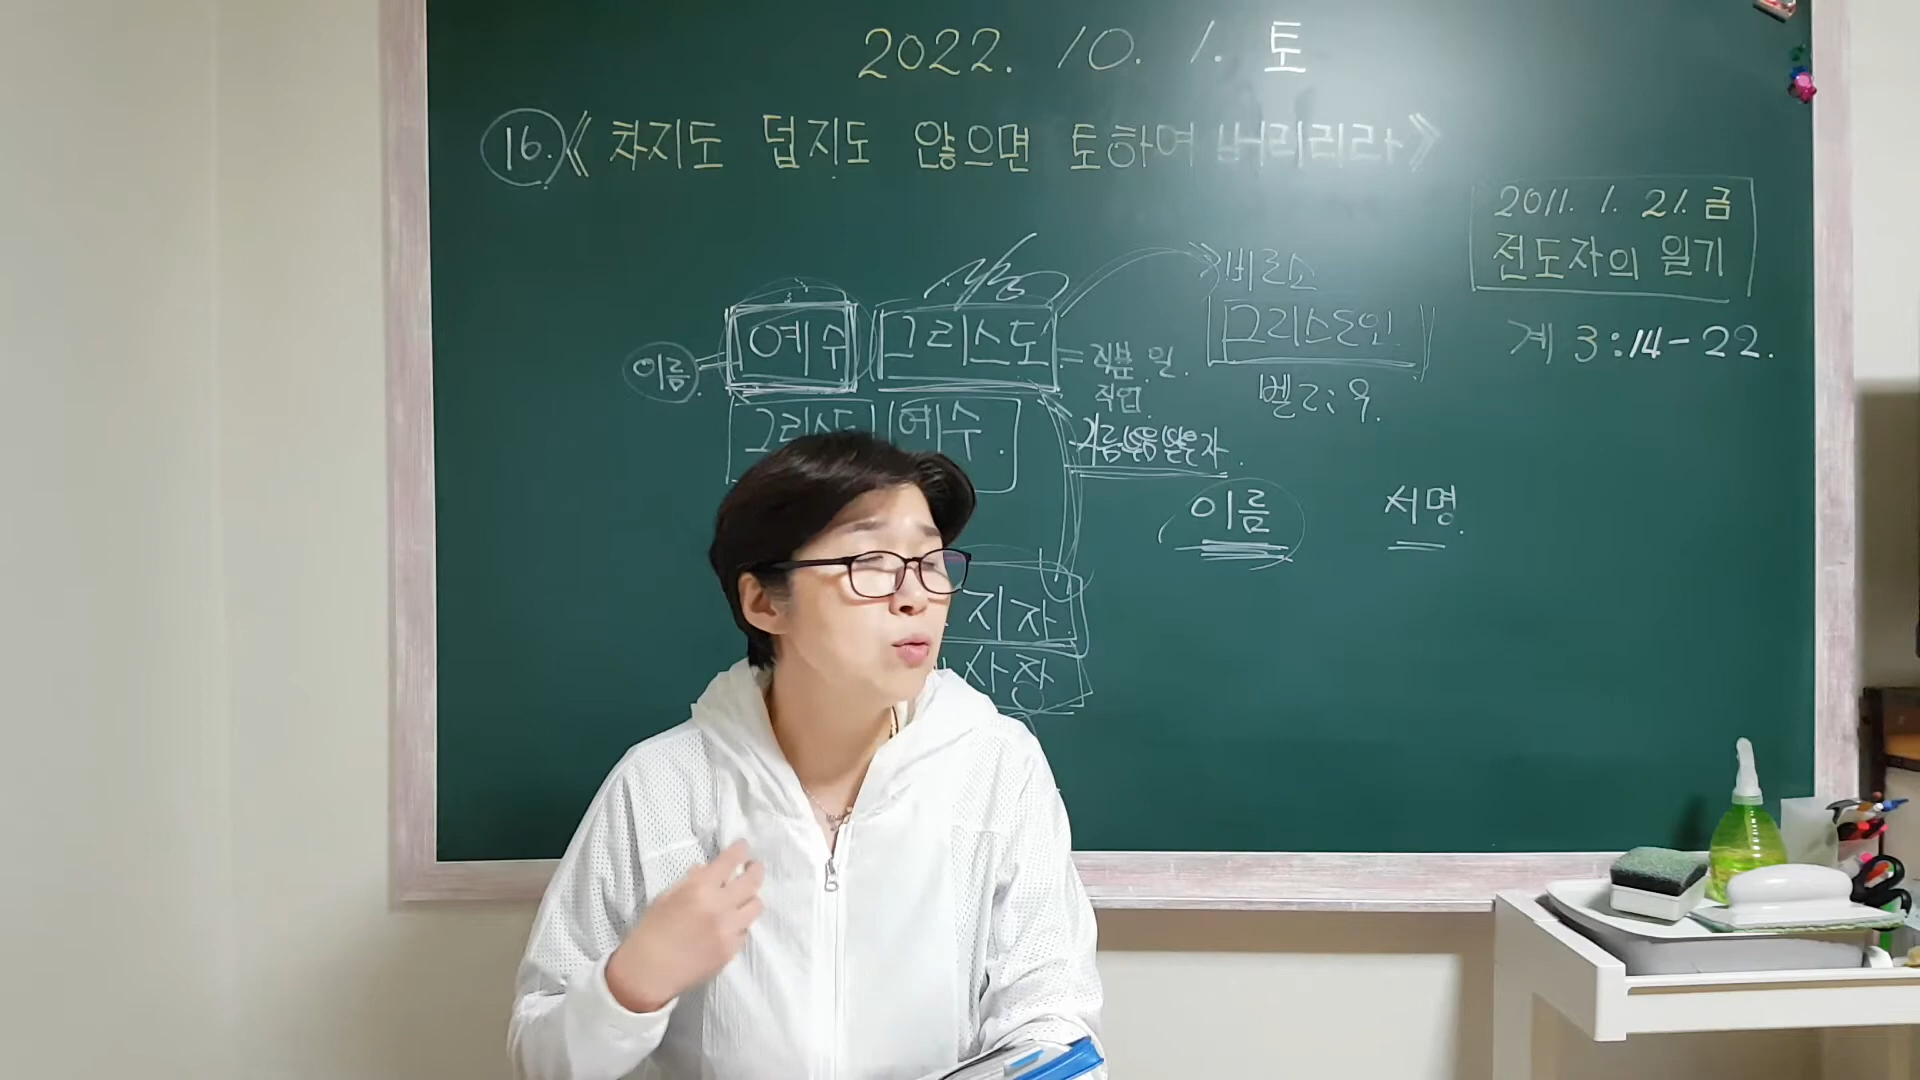 2022. 10. 1. 토
16.《차지도 덥지도 않으면 토하여 버리리라》
2011. 1. 21. 금
전도자의 일기
계 3:14-22.
비로소
그리스도인
벧2:9.
이름 = 예수 그리스도 = 직분. 일.
직업.
그리스도 예수.
기름부음받은자.
이름 서명.
지자.
사장